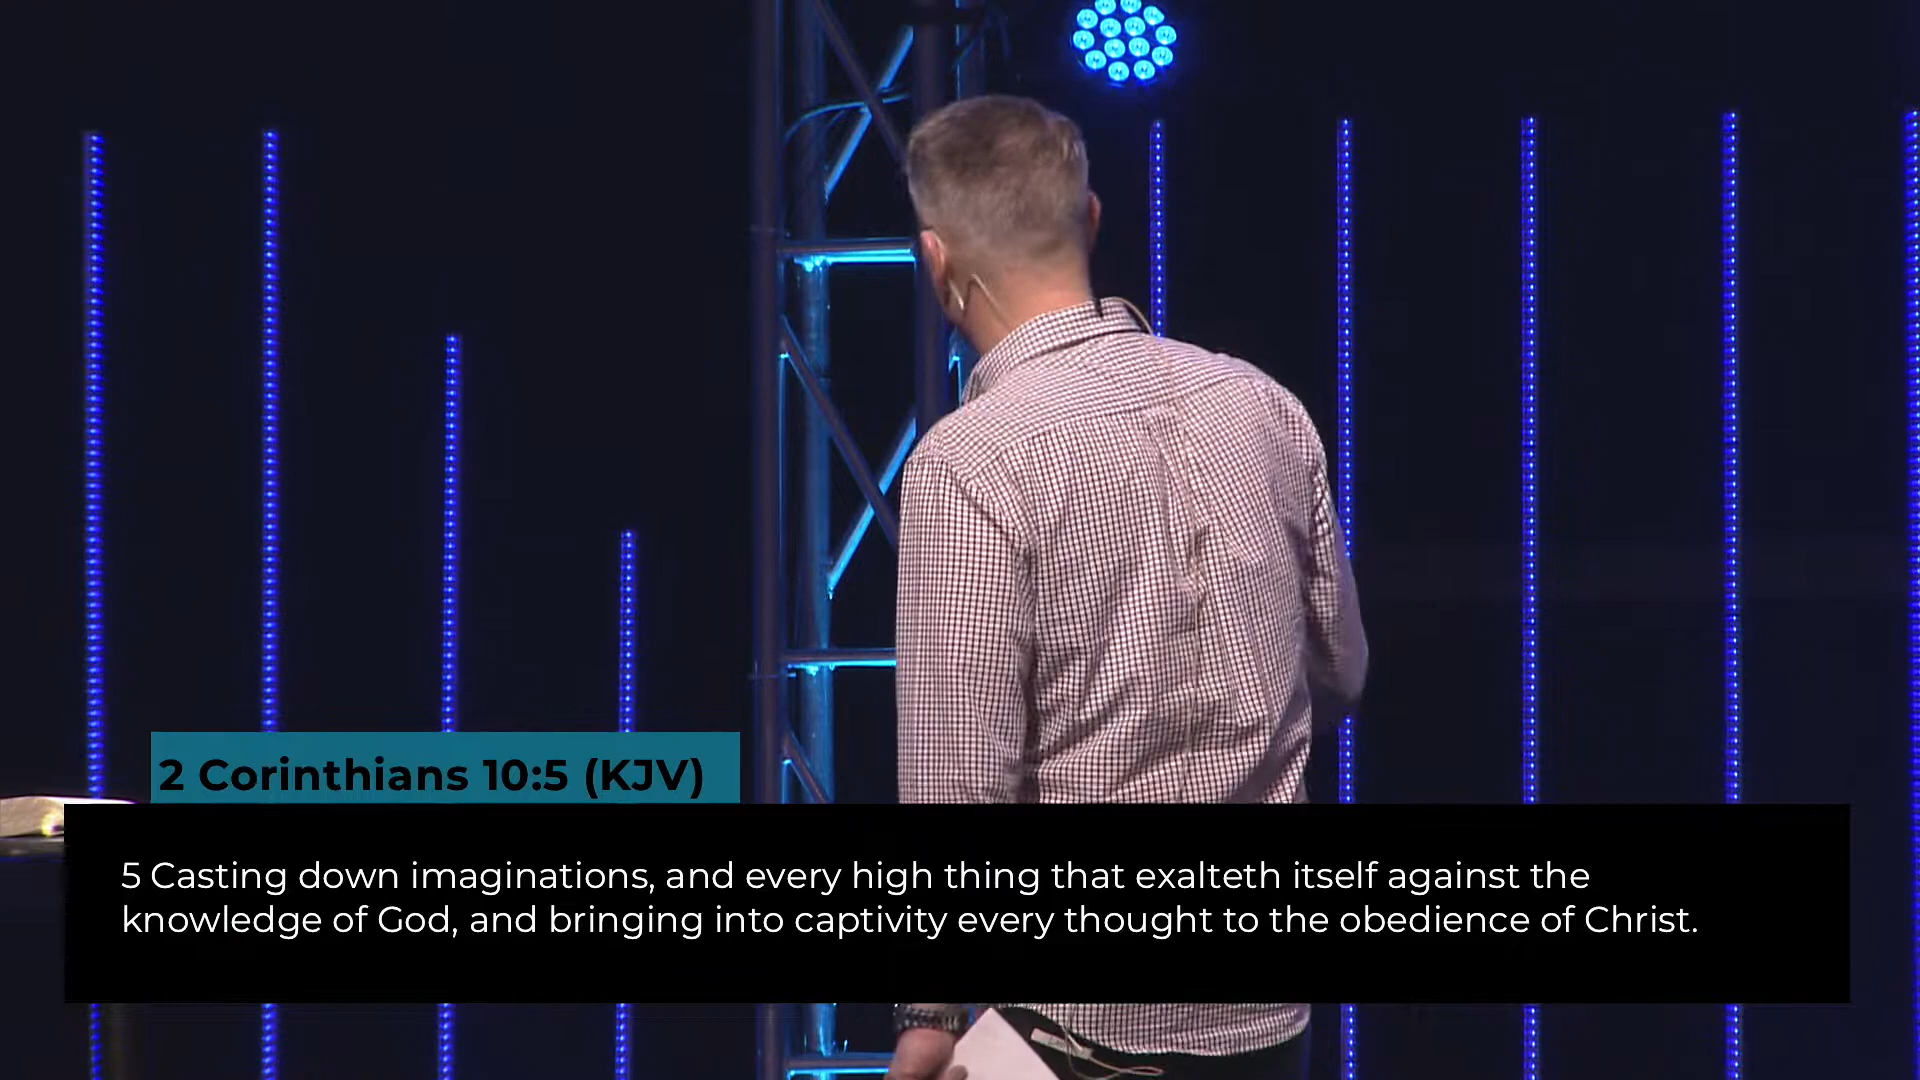 2 Corinthians 10:5 (KJV)
5 Casting down imaginations, and every high thing that exalteth itself against the
knowledge of God, and bringing into captivity every thought to the obedience of Christ.